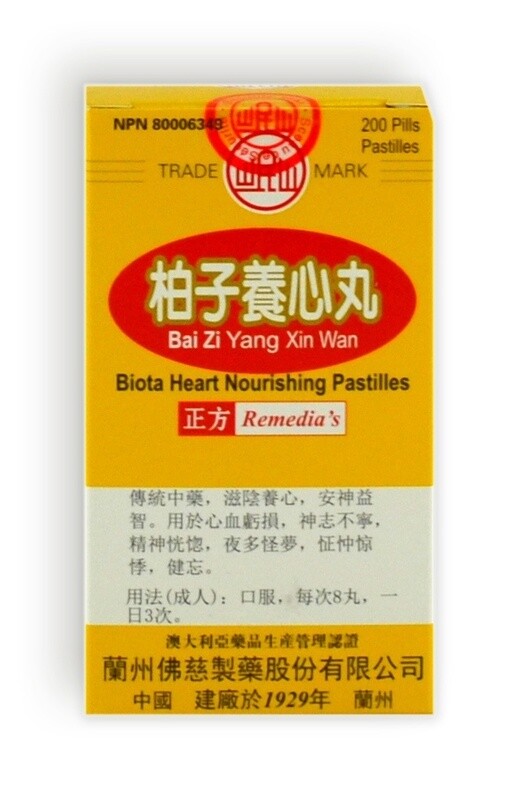 NPN 80006349
200 Pills
Pastilles
TRADE MARK
柏子養心丸
Bai Zi Yang Xin Wan
Biota Heart Nourishing Pastilles
正方 Remedia's
傳統中藥，滋陰養心，安神益
智。用於心血虧損，神志不寧，
精神恍惚，夜多怪夢，怔忡惊
悸，健忘。
用法(成人)：口服，每次8丸，一
日3次。
澳大利亞藥品生産管理認證
蘭州佛慈製藥股份有限公司
中國 建廠於1929年 蘭州